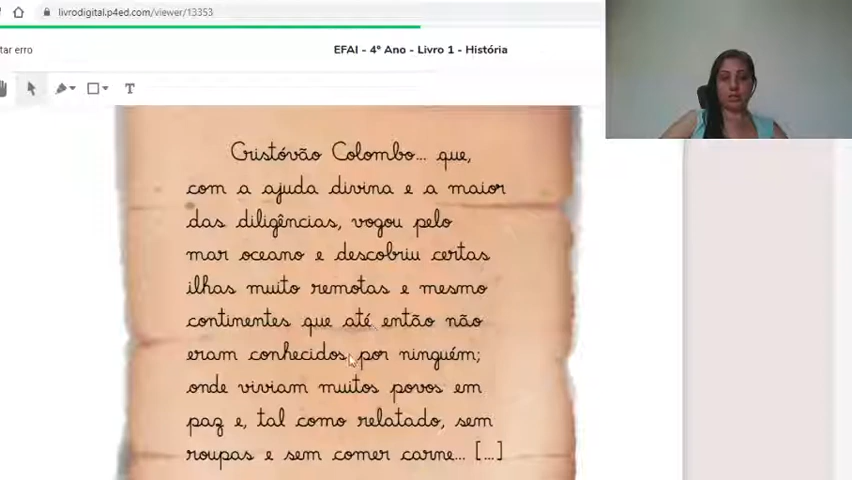 livrodigital.p4ed.com/viewer/13353
tar erro
EFAI - 4º Ano - Livro 1 - História
T
Cristóvão Colombo... que,
com a ajuda divina e a maior
das diligências, vogou pelo
mar oceano e descobriu certas
ilhas muito remotas e mesmo
continentes que até então não
eram conhecidos por ninguém;
onde viviam muitos povos em
paz e, tal como relatado, sem
roupas e sem comer carne... [...]